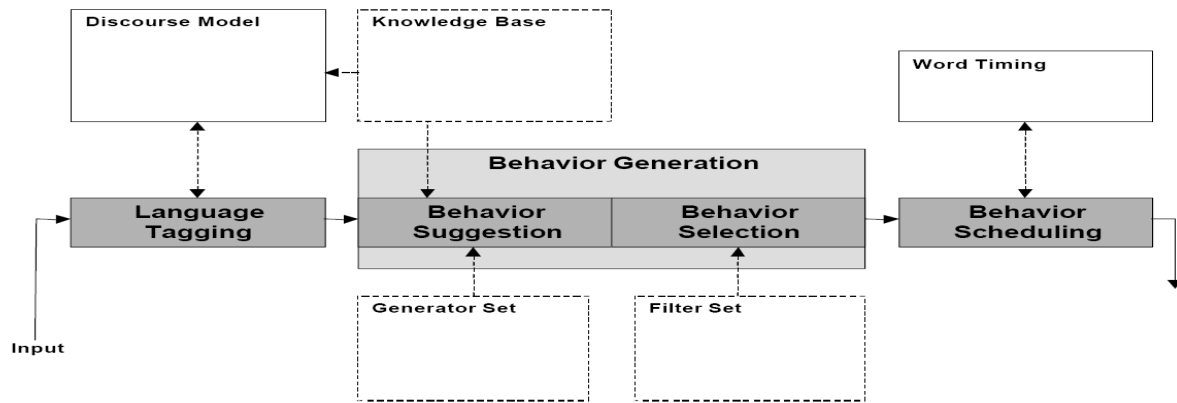 Discourse Model
Knowledge Base
Word Timing
Behavior Generation
Language
Tagging
Behavior
Suggestion
Behavior
Selection
Behavior
Scheduling
Generator Set
Filter Set
Input